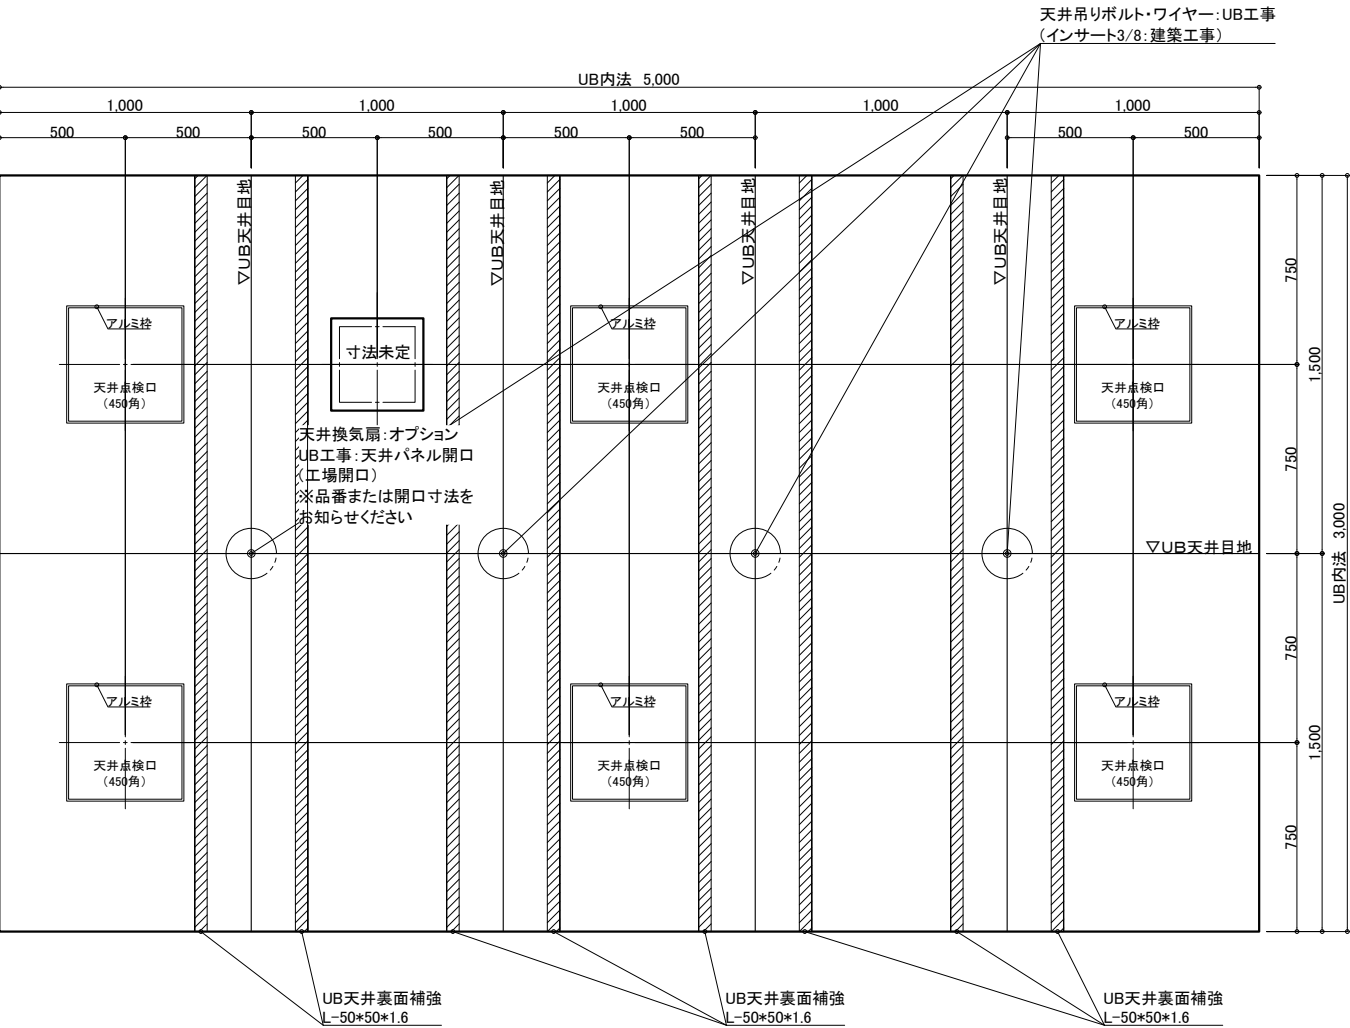 天井吊りボルト・ワイヤー：UB工事
（インサート3/8：建築工事）
UB内法 5,000
1,000 1,000 1,000 1,000 1,000
500 500 500 500 500 500 500 500
▽UB天井目地
▽UB天井目地
▽UB天井目地
▽UB天井目地
アルミ枠
天井点検口
（450角）
寸法未定
アルミ枠
天井点検口
（450角）
アルミ枠
天井点検口
（450角）
天井換気扇：オプション
UB工事：天井パネル開口
（工場開口）
※品番または開口寸法を
お知らせください
▽UB天井目地
アルミ枠
天井点検口
（450角）
アルミ枠
天井点検口
（450角）
アルミ枠
天井点検口
（450角）
750
750
750
750
1,500
1,500
UB内法 3,000
UB天井裏面補強
L-50*50*1.6
UB天井裏面補強
L-50*50*1.6
UB天井裏面補強
L-50*50*1.6